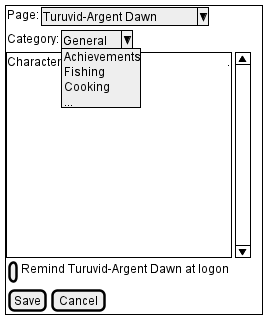 Page: Turuvid-Argent Dawn
Category: General
Achievements
Character .
Fishing
Cooking
...
Remind Turuvid-Argent Dawn at logon
Save Cancel